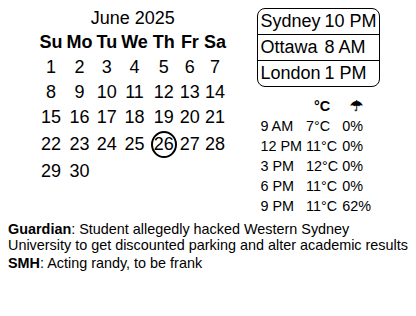 June 2025
Su Mo Tu We Th Fr Sa
1 2 3 4 5 6 7
8 9 10 11 12 13 14
15 16 17 18 19 20 21
22 23 24 25 26 27 28
29 30
Sydney 10 PM
Ottawa 8 AM
London 1 PM
°C ☂
9 AM 7°C 0%
12 PM 11°C 0%
3 PM 12°C 0%
6 PM 11°C 0%
9 PM 11°C 62%
Guardian: Student allegedly hacked Western Sydney
University to get discounted parking and alter academic results
SMH: Acting randy, to be frank